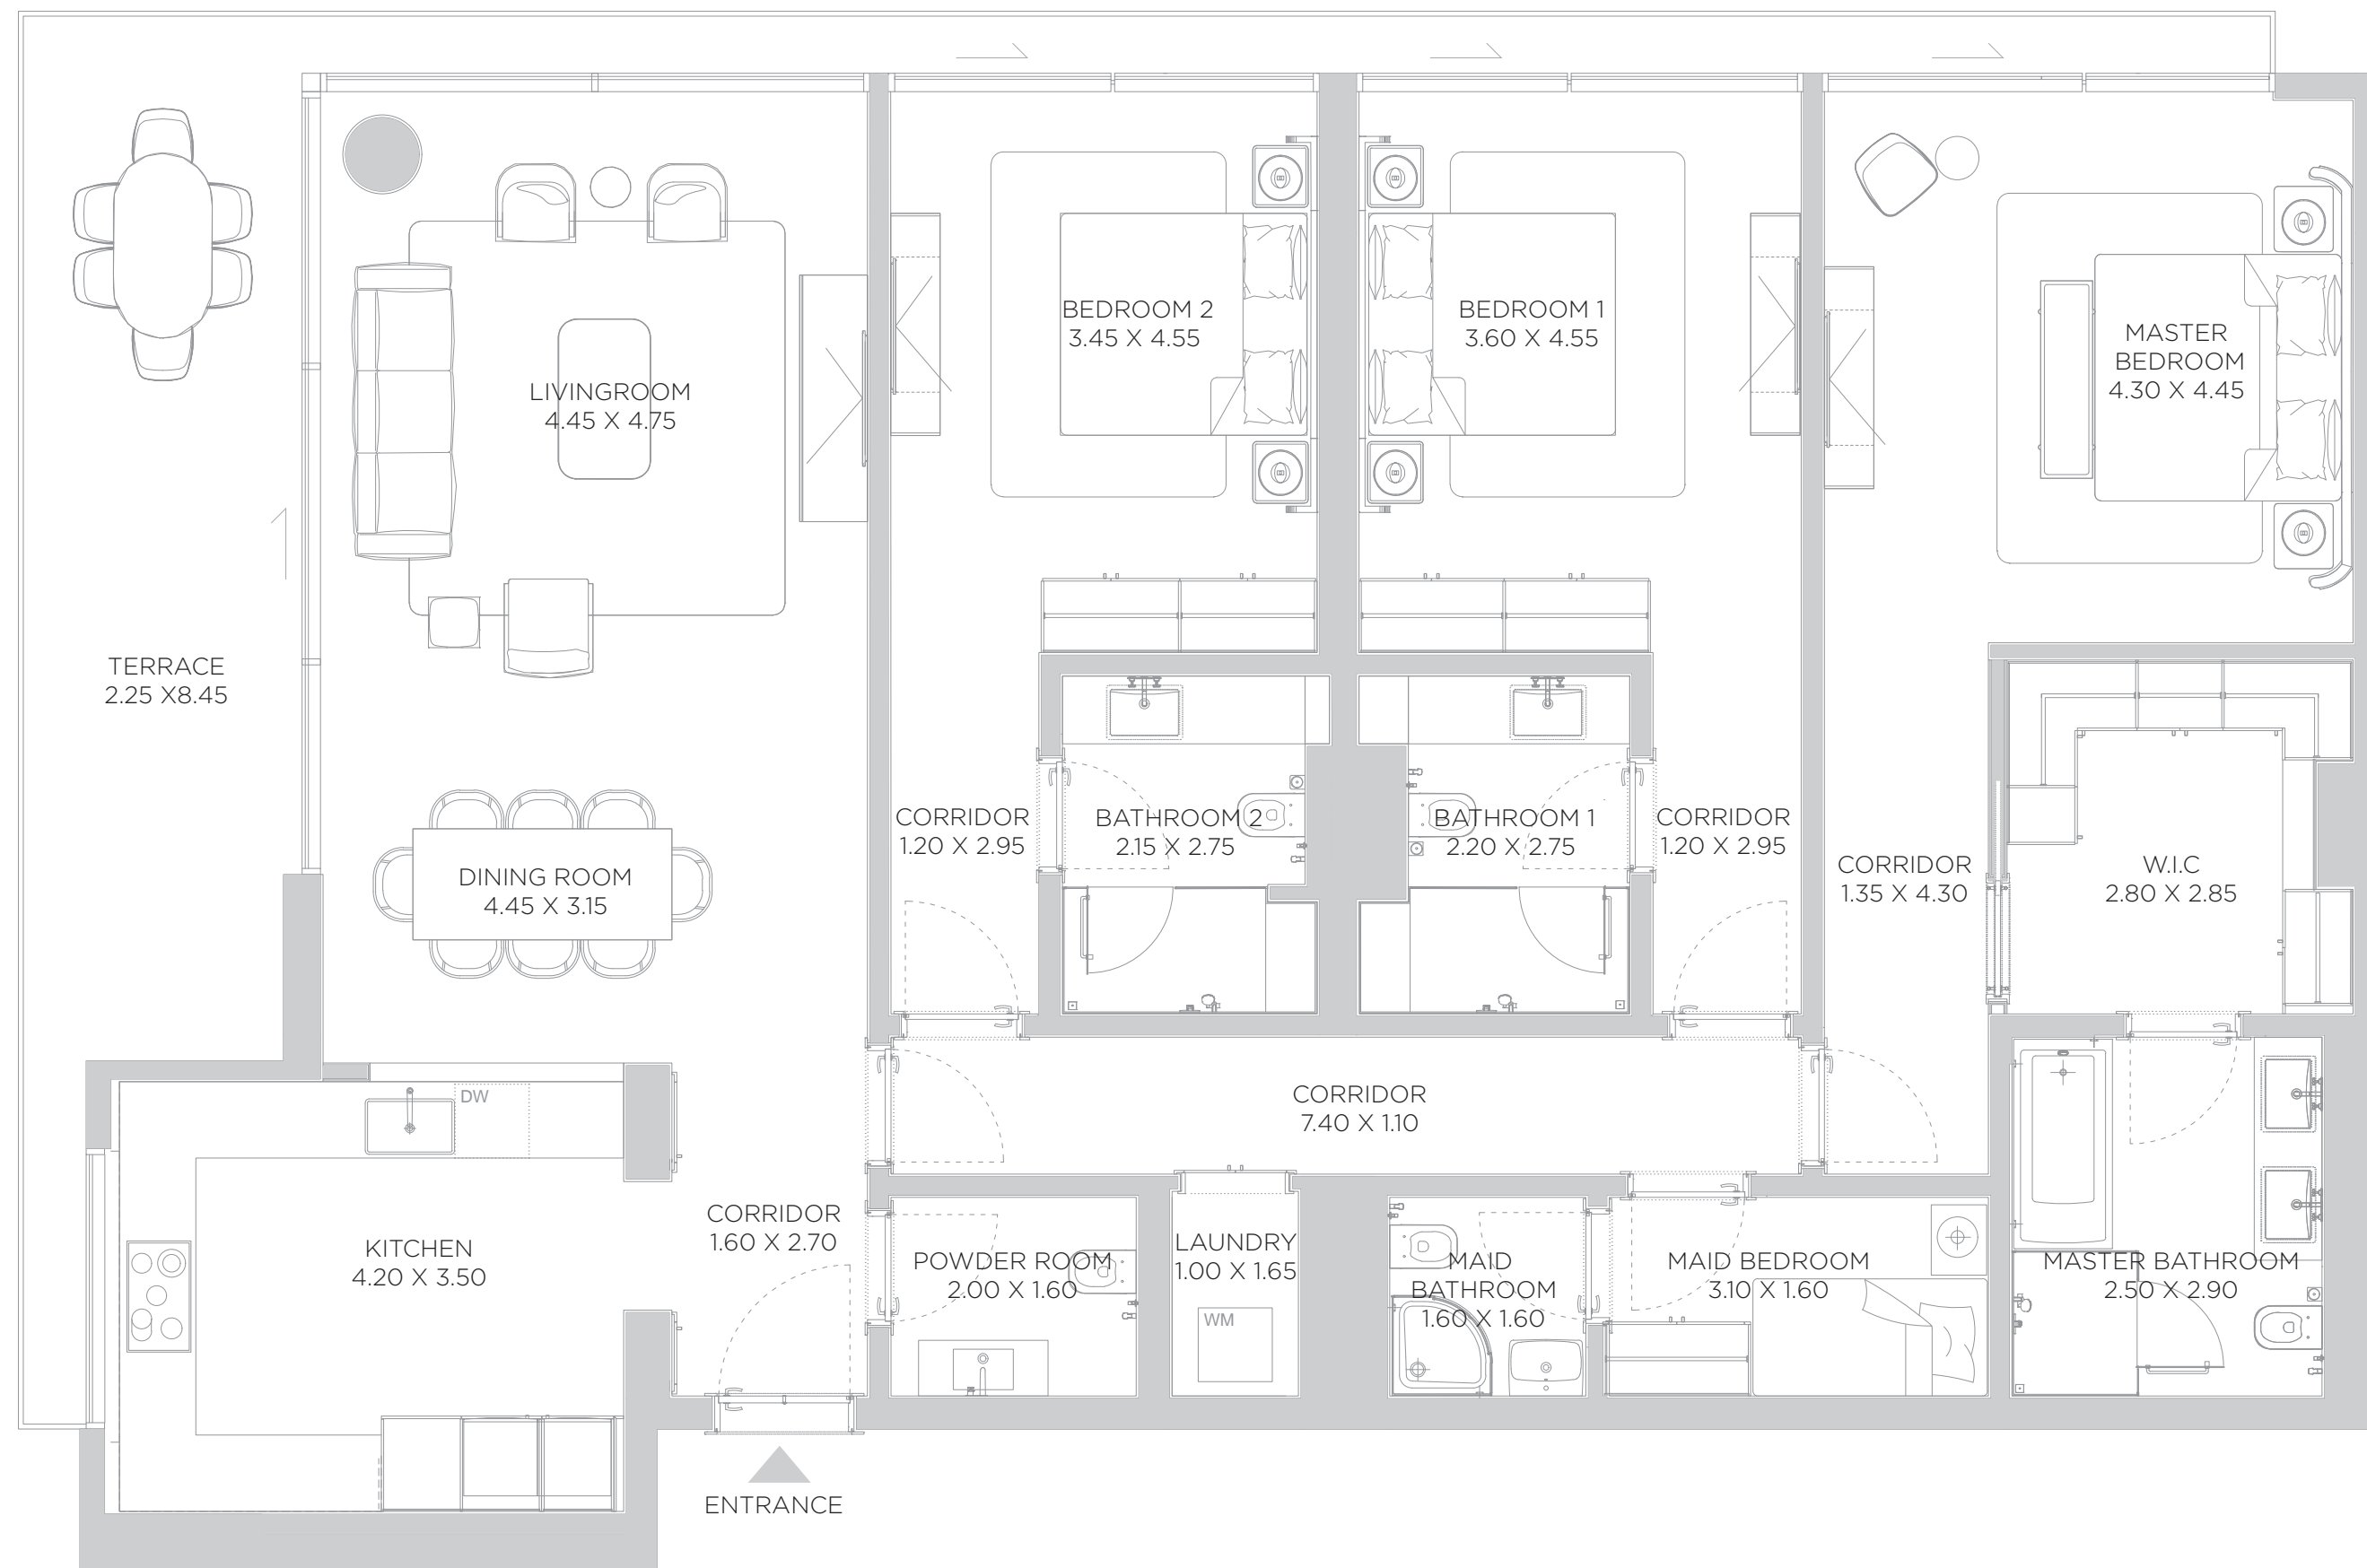 BEDROOM 2
3.45 X 4.55
BEDROOM 1
3.60 X 4.55
MASTER
BEDROOM
4.30 X 4.45
LIVINGROOM
4.45 X 4.75
TERRACE
2.25 X8.45
CORRIDOR
1.20 X 2.95
BATHROOM 2
2.15 X 2.75
BATHROOM 1
2.20 X 2.75
CORRIDOR
1.20 X 2.95
CORRIDOR
1.35 X 4.30
W.I.C
2.80 X 2.85
DINING ROOM
4.45 X 3.15
DW
CORRIDOR
7.40 X 1.10
KITCHEN
4.20 X 3.50
CORRIDOR
1.60 X 2.70
POWDER ROOM
2.00 X 1.60
LAUNDRY
1.00 X 1.65
WM
MAID
BATHROOM
1.60 X 1.60
MAID BEDROOM
3.10 X 1.60
MASTER BATHROOM
2.50 X 2.90
ENTRANCE